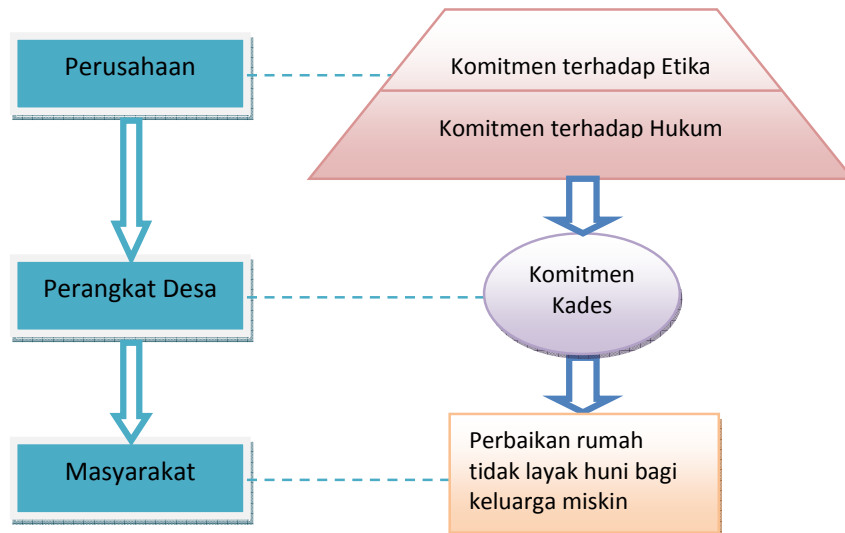 Perusahaan
Komitmen terhadap Etika
Komitmen terhadap Hukum
Perangkat Desa
Komitmen
Kades
Masyarakat
Perbaikan rumah
tidak layak huni bagi
keluarga miskin